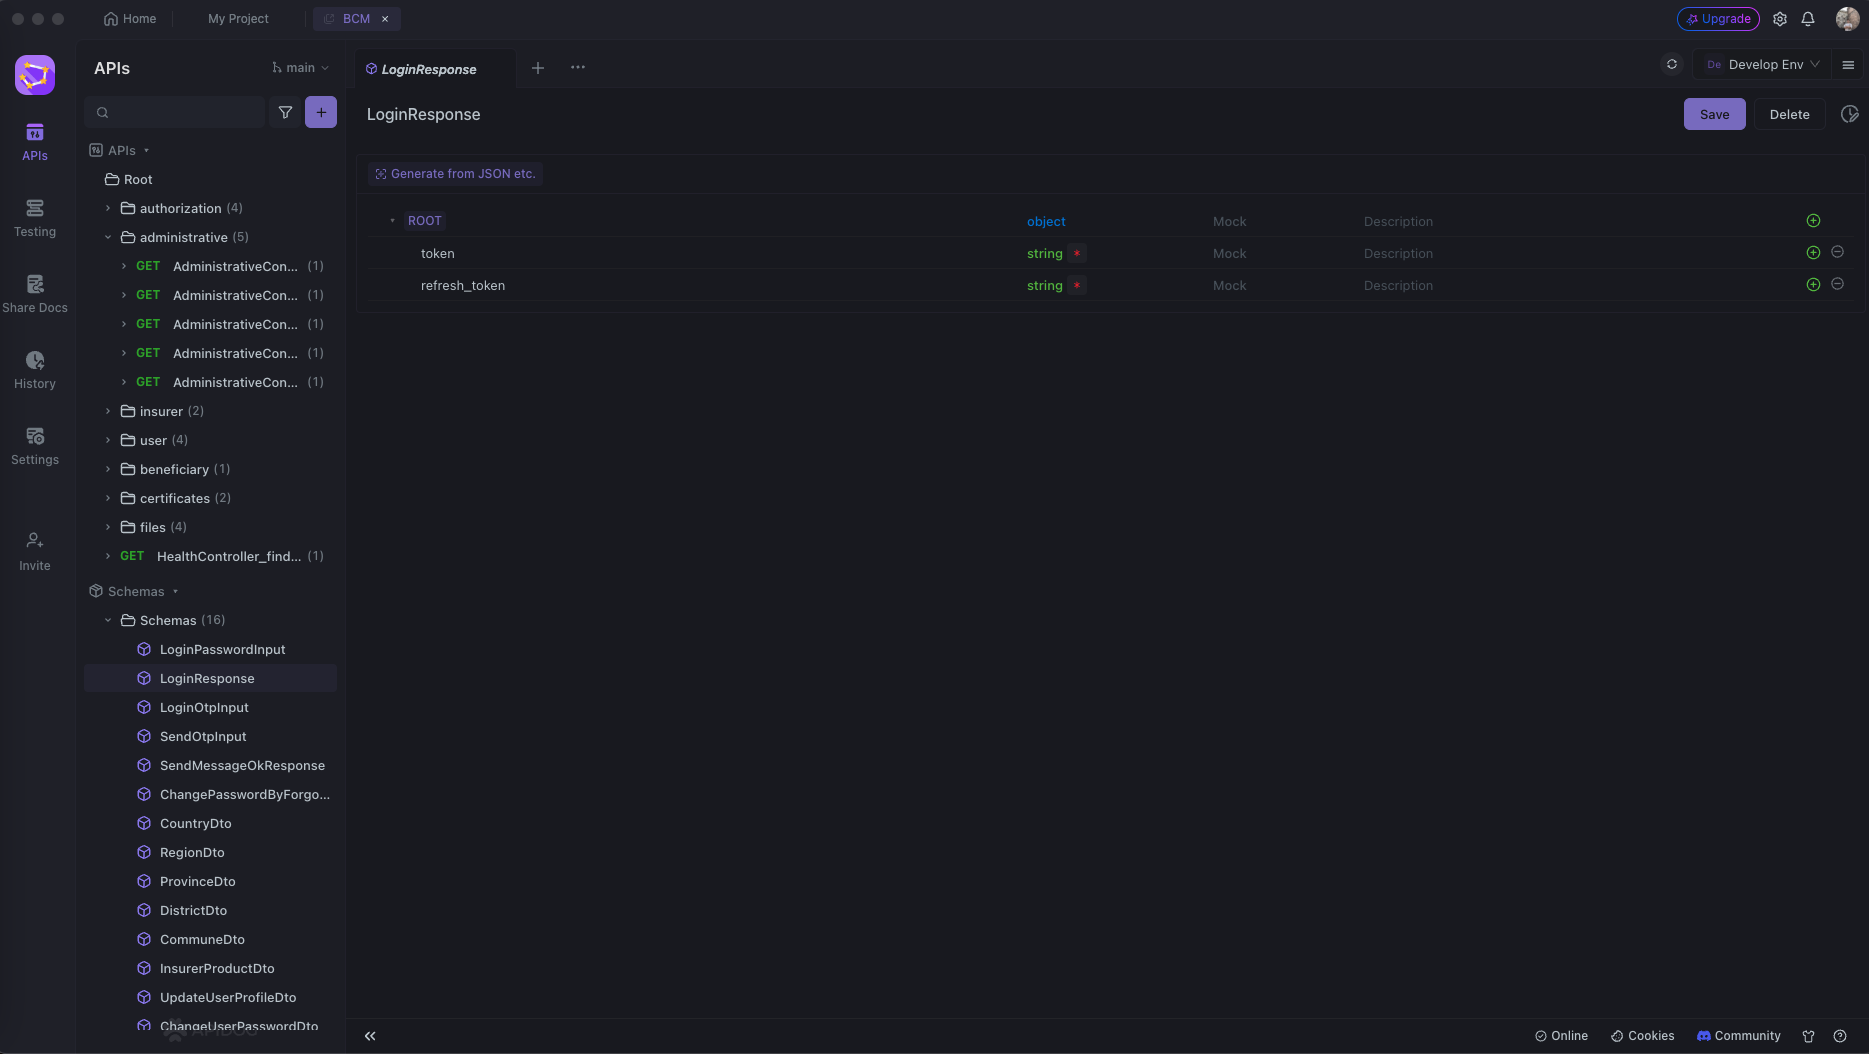 Home
My Project
BCM
Upgrade
APIs
main
LoginResponse
De Develop Env
LoginResponse
Save
Delete
APIs
Testing
Share Docs
History
Settings
Invite
APIs
Root
authorization (4)
administrative (5)
GET AdministrativeCon... (1)
GET AdministrativeCon... (1)
GET AdministrativeCon... (1)
GET AdministrativeCon... (1)
GET AdministrativeCon... (1)
insurer (2)
user (4)
beneficiary (1)
certificates (2)
files (4)
GET HealthController_find... (1)
Schemas
Schemas (16)
LoginPasswordInput
LoginResponse
LoginOtpInput
SendOtpInput
SendMessageOkResponse
ChangePasswordByForgo...
CountryDto
RegionDto
ProvinceDto
DistrictDto
CommuneDto
InsurerProductDto
UpdateUserProfileDto
ChangeUserPasswordDto
Generate from JSON etc.
ROOT object Mock Description
token string * Mock Description
refresh_token string * Mock Description
Online
Cookies
Community